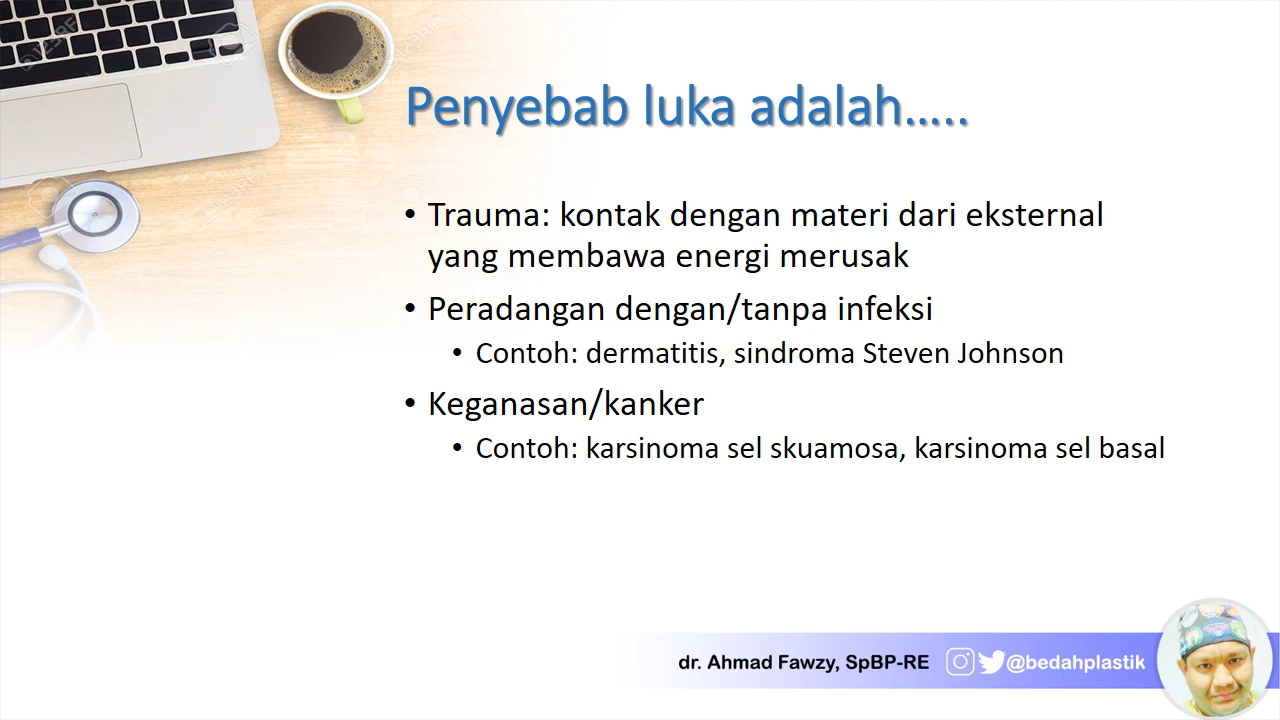 Penyebab luka adalah.....
• Trauma: kontak dengan materi dari eksternal
yang membawa energi merusak
• Peradangan dengan/tanpa infeksi
• Contoh: dermatitis, sindroma Steven Johnson
• Keganasan/kanker
• Contoh: karsinoma sel skuamosa, karsinoma sel basal
dr. Ahmad Fawzy, SpBP-RE @bedahplastik